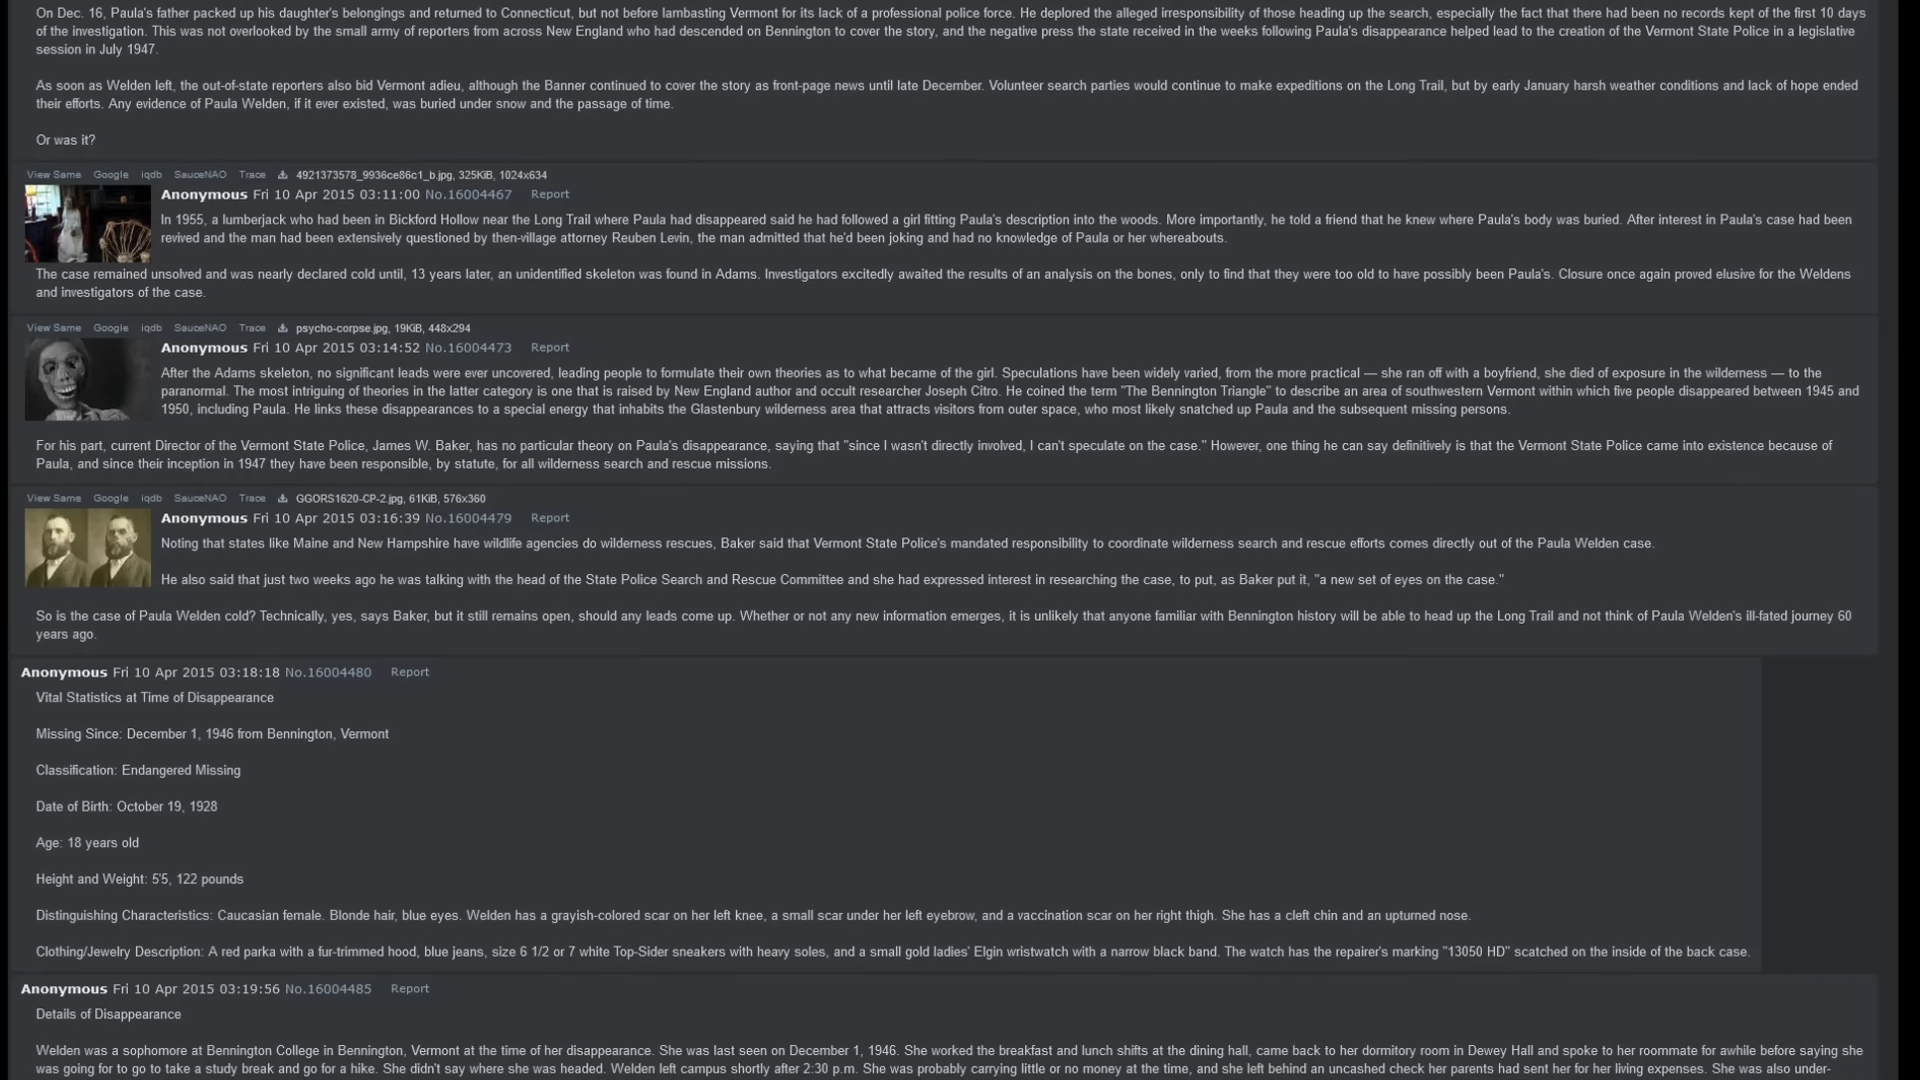 On Dec. 16, Paula's father packed up his daughter's belongings and returned to Connecticut, but not before lambasting Vermont for its lack of a professional police force. He deplored the alleged irresponsibility of those heading up the search, especially the fact that there had been no records kept of the first 10 days
of the investigation. This was not overlooked by the small army of reporters from across New England who had descended on Bennington to cover the story, and the negative press the state received in the weeks following Paula's disappearance helped lead to the creation of the Vermont State Police in a legislative
session in July 1947.
As soon as Welden left, the out-of-state reporters also bid Vermont adieu, although the Banner continued to cover the story as front-page news until late December. Volunteer search parties would continue to make expeditions on the Long Trail, but by early January harsh weather conditions and lack of hope ended
their efforts. Any evidence of Paula Welden, if it ever existed, was buried under snow and the passage of time.
Or was it?
View Same Google iqdb SauceNAO Trace 4921373578_9936ce86c1_b.jpg, 325KiB, 1024x634
Anonymous Fri 10 Apr 2015 03:11:00 No.16004467 Report
In 1955, a lumberjack who had been in Bickford Hollow near the Long Trail where Paula had disappeared said he had followed a girl fitting Paula's description into the woods. More importantly, he told a friend that he knew where Paula's body was buried. After interest in Paula's case had been
revived and the man had been extensively questioned by then-village attorney Reuben Levin, the man admitted that he'd been joking and had no knowledge of Paula or her whereabouts.
The case remained unsolved and was nearly declared cold until, 13 years later, an unidentified skeleton was found in Adams. Investigators excitedly awaited the results of an analysis on the bones, only to find that they were too old to have possibly been Paula's. Closure once again proved elusive for the Weldens
and investigators of the case.
View Same Google iqdb SauceNAO Trace psycho-corpse.jpg, 19KiB, 448x294
Anonymous Fri 10 Apr 2015 03:14:52 No.16004473 Report
After the Adams skeleton, no significant leads were ever uncovered, leading people to formulate their own theories as to what became of the girl. Speculations have been widely varied, from the more practical — she ran off with a boyfriend, she died of exposure in the wilderness — to the
paranormal. The most intriguing of theories in the latter category is one that is raised by New England author and occult researcher Joseph Citro. He coined the term "The Bennington Triangle" to describe an area of southwestern Vermont within which five people disappeared between 1945 and
1950, including Paula. He links these disappearances to a special energy that inhabits the Glastenbury wilderness area that attracts visitors from outer space, who most likely snatched up Paula and the subsequent missing persons.
For his part, current Director of the Vermont State Police, James W. Baker, has no particular theory on Paula's disappearance, saying that "since I wasn't directly involved, I can't speculate on the case." However, one thing he can say definitively is that the Vermont State Police came into existence because of
Paula, and since their inception in 1947 they have been responsible, by statute, for all wilderness search and rescue missions.
View Same Google iqdb SauceNAO Trace GGORS1620-CP-2.jpg, 61KiB, 576x360
Anonymous Fri 10 Apr 2015 03:16:39 No.16004479 Report
Noting that states like Maine and New Hampshire have wildlife agencies do wilderness rescues, Baker said that Vermont State Police's mandated responsibility to coordinate wilderness search and rescue efforts comes directly out of the Paula Welden case.
He also said that just two weeks ago he was talking with the head of the State Police Search and Rescue Committee and she had expressed interest in researching the case, to put, as Baker put it, "a new set of eyes on the case."
So is the case of Paula Welden cold? Technically, yes, says Baker, but it still remains open, should any leads come up. Whether or not any new information emerges, it is unlikely that anyone familiar with Bennington history will be able to head up the Long Trail and not think of Paula Welden's ill-fated journey 60
years ago.
Anonymous Fri 10 Apr 2015 03:18:18 No.16004480 Report
Vital Statistics at Time of Disappearance
Missing Since: December 1, 1946 from Bennington, Vermont
Classification: Endangered Missing
Date of Birth: October 19, 1928
Age: 18 years old
Height and Weight: 5'5, 122 pounds
Distinguishing Characteristics: Caucasian female. Blonde hair, blue eyes. Welden has a grayish-colored scar on her left knee, a small scar under her left eyebrow, and a vaccination scar on her right thigh. She has a cleft chin and an upturned nose.
Clothing/Jewelry Description: A red parka with a fur-trimmed hood, blue jeans, size 6 1/2 or 7 white Top-Sider sneakers with heavy soles, and a small gold ladies' Elgin wristwatch with a narrow black band. The watch has the repairer's marking "13050 HD" scatched on the inside of the back case.
Anonymous Fri 10 Apr 2015 03:19:56 No.16004485 Report
Details of Disappearance
Welden was a sophomore at Bennington College in Bennington, Vermont at the time of her disappearance. She was last seen on December 1, 1946. She worked the breakfast and lunch shifts at the dining hall, came back to her dormitory room in Dewey Hall and spoke to her roommate for awhile before saying she
was going for to go to take a study break and go for a hike. She didn't say where she was headed. Welden left campus shortly after 2:30 p.m. She was probably carrying little or no money at the time, and she left behind an uncashed check her parents had sent her for her living expenses. She was also under-